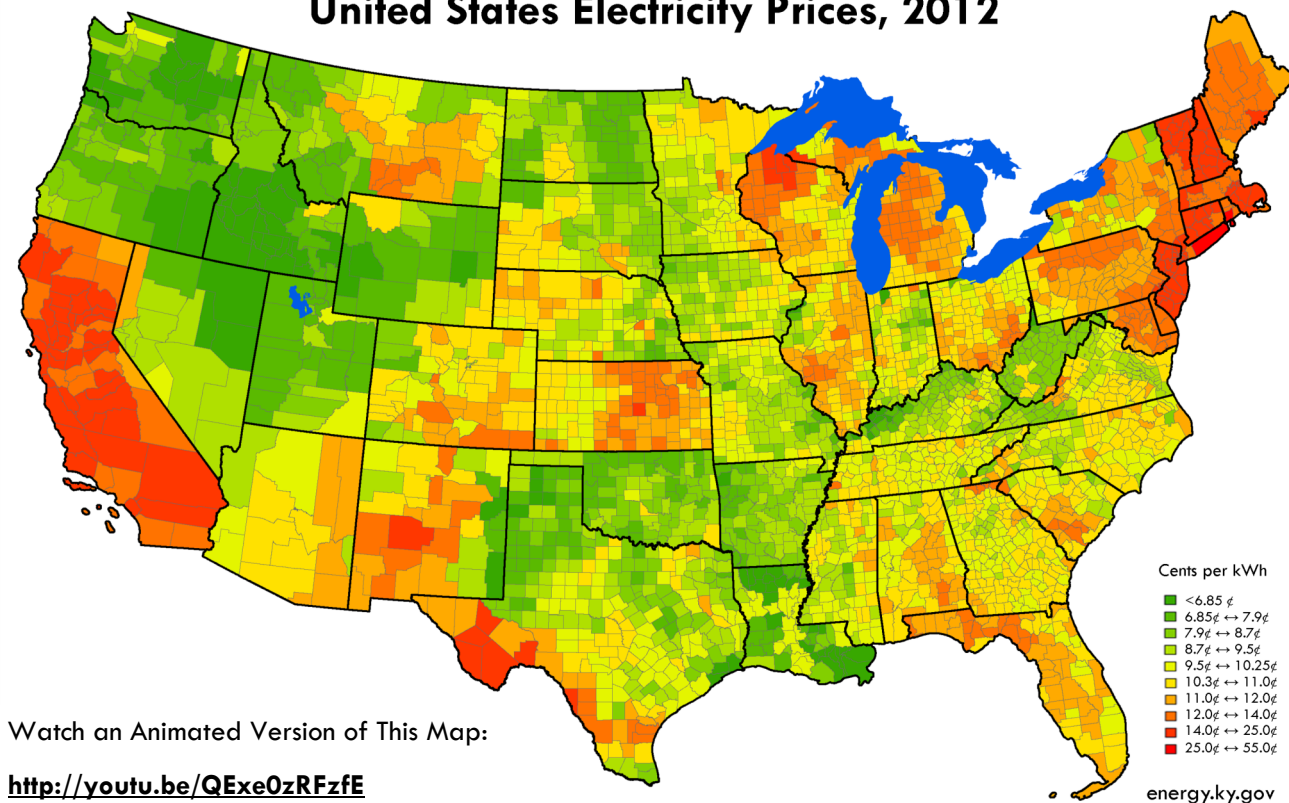 United States Electricity Prices, 2012
Cents per kWh
<6.85 ¢
6.85¢ ↔ 7.9¢
7.9¢ ↔ 8.7¢
8.7¢ ↔ 9.5¢
9.5¢ ↔ 10.25¢
10.3¢ ↔ 11.0¢
11.0¢ ↔ 12.0¢
12.0¢ ↔ 14.0¢
14.0¢ ↔ 25.0¢
25.0¢ ↔ 55.0¢
Watch an Animated Version of This Map:
http://youtu.be/QExe0zRFzfE
energy.ky.gov